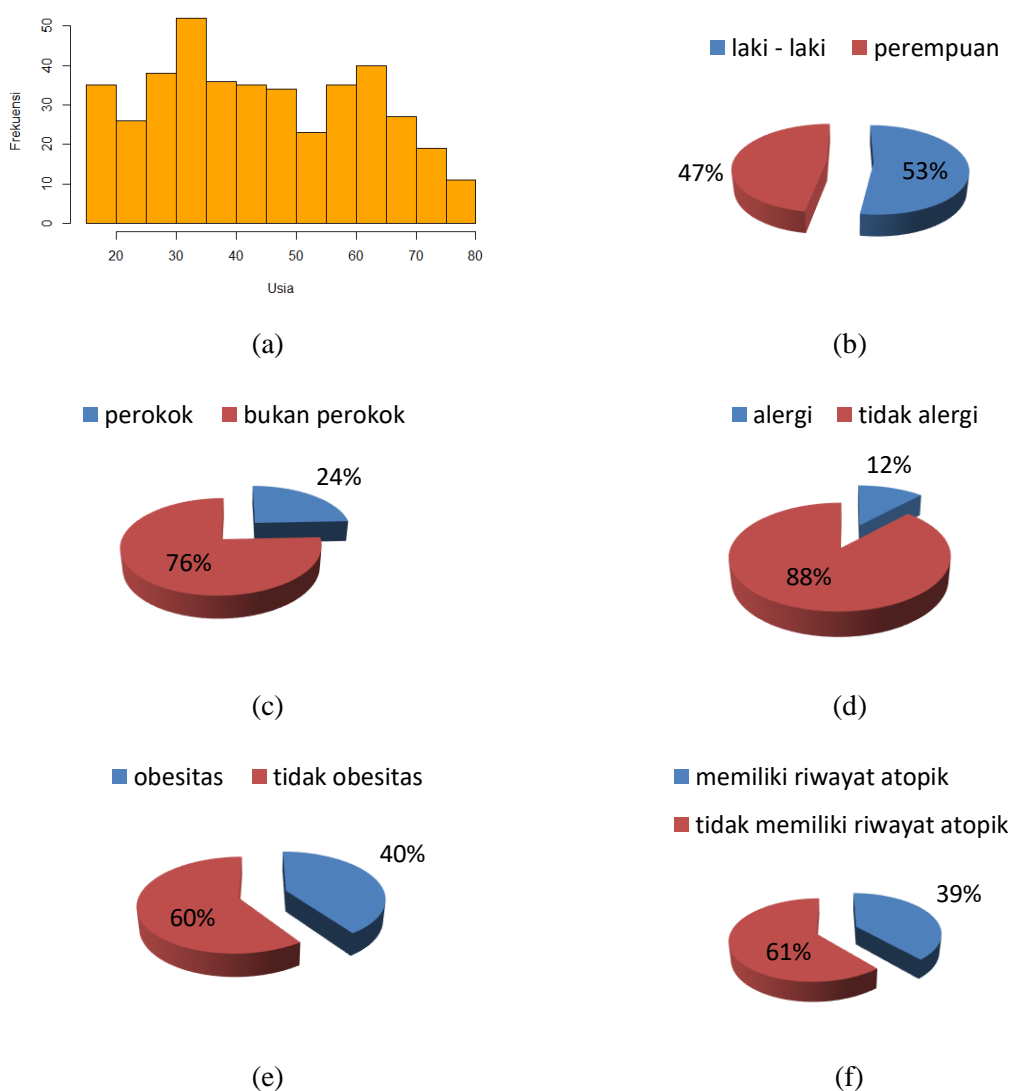 50
40
30
20
10
0
Frekuensi
20 30 40 50 60 70 80
Usia
(a)
laki - laki perempuan
47% 53%
(b)
perokok bukan perokok
24%
76%
(c)
alergi tidak alergi
12%
88%
(d)
obesitas tidak obesitas
40%
60%
(e)
memiliki riwayat atopik
tidak memiliki riwayat atopik
39%
61%
(f)